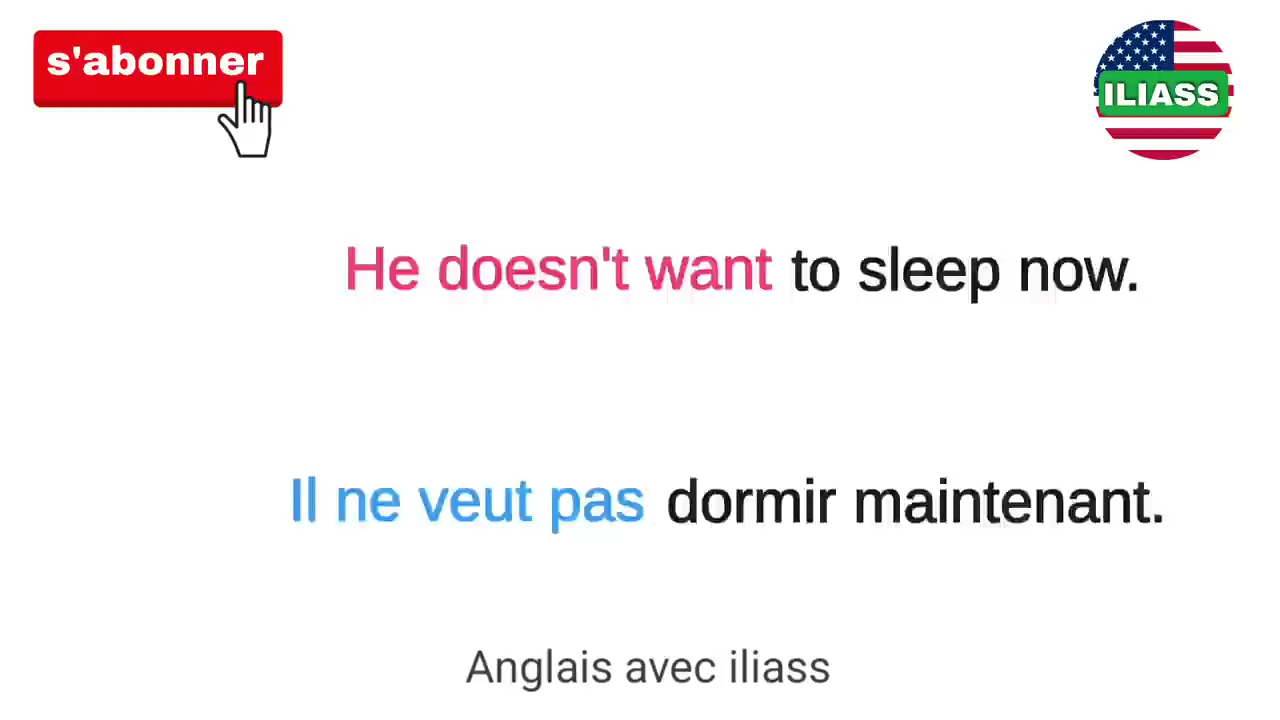 s'abonner
ILIASS
He doesn't want to sleep now.
Il ne veut pas dormir maintenant.
Anglais avec iliass